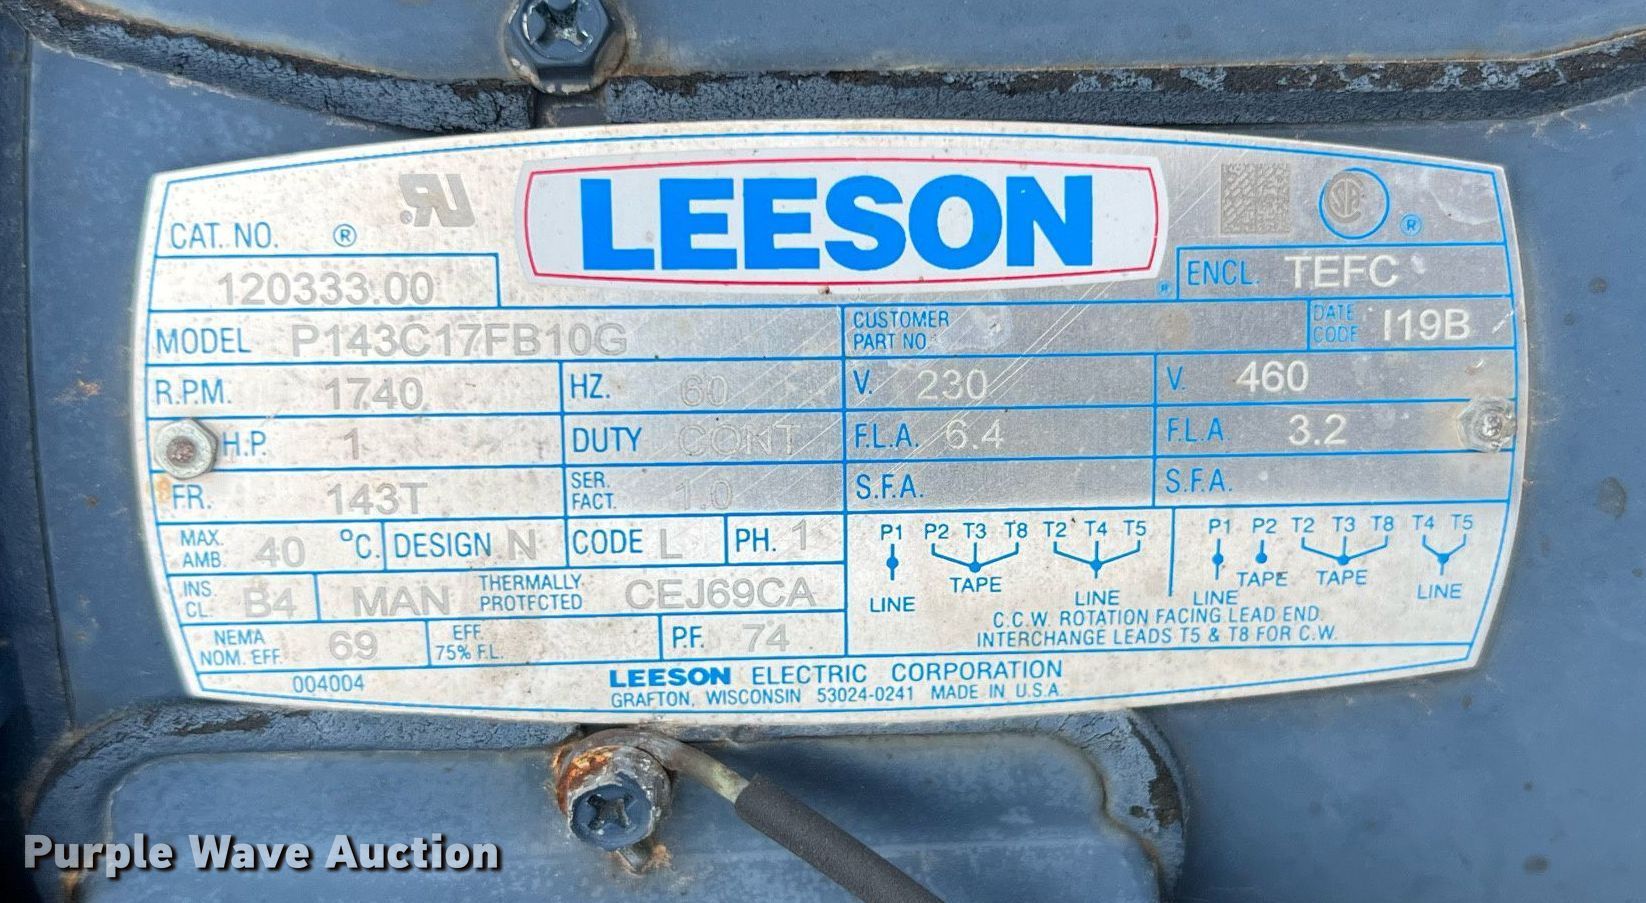 LEESON ®
CAT. NO. ®
120333.00
ENCL. TEFC
MODEL P143C17FB10G
CUSTOMER PART NO.
DATE CODE I19B
R.P.M. 1740 HZ. 60 V. 230 V. 460
H.P. 1 DUTY CONT F.L.A. 6.4 F.L.A. 3.2
FR. 143T SER. FACT. 1.0 S.F.A. S.F.A.
MAX. AMB. 40 °C. DESIGN N CODE L PH. 1
INS. CL. B4 MAN THERMALLY PROTECTED CEJ69CA
NEMA NOM. EFF. 69 EFF. 75% F.L. P.F. 74
P1 P2 T3 T8 T2 T4 T5
LINE TAPE LINE
P1 P2 T2 T3 T8 T4 T5
LINE TAPE TAPE LINE
C.C.W. ROTATION FACING LEAD END.
INTERCHANGE LEADS T5 & T8 FOR C.W.
004004
LEESON ELECTRIC CORPORATION
GRAFTON, WISCONSIN 53024-0241 MADE IN U.S.A.
Purple Wave Auction